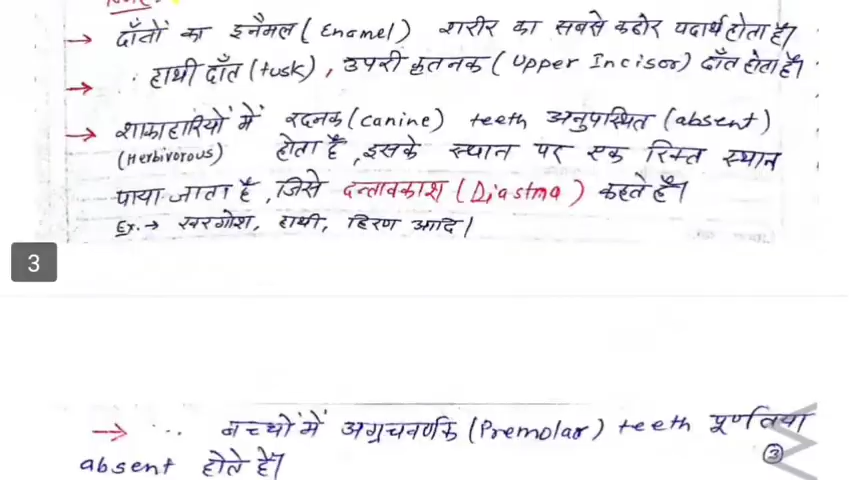 → दाँतों का इनैमल ( Enamel ) शरीर का सबसे कठोर पदार्थ होता है।
→ हाथी दाँत ( tusk ) , उपरी कृतनक ( Upper Incisor ) दाँत होता है।
→ शाकाहारियों में रदनक ( Canine ) teeth अनुपास्थित ( absent )
(Herbivorous) होता है , इसके स्थान पर एक रिक्त स्थान
पाया जाता है , जिसे दन्तावकाश ( Diastma ) कहते हैं।
Ex. → खरगोश, हाथी, हिरण आदि।
3
→ बच्चों में अग्रचवर्णक (Premolar) teeth पूर्णतया
absent होते हैं।
3